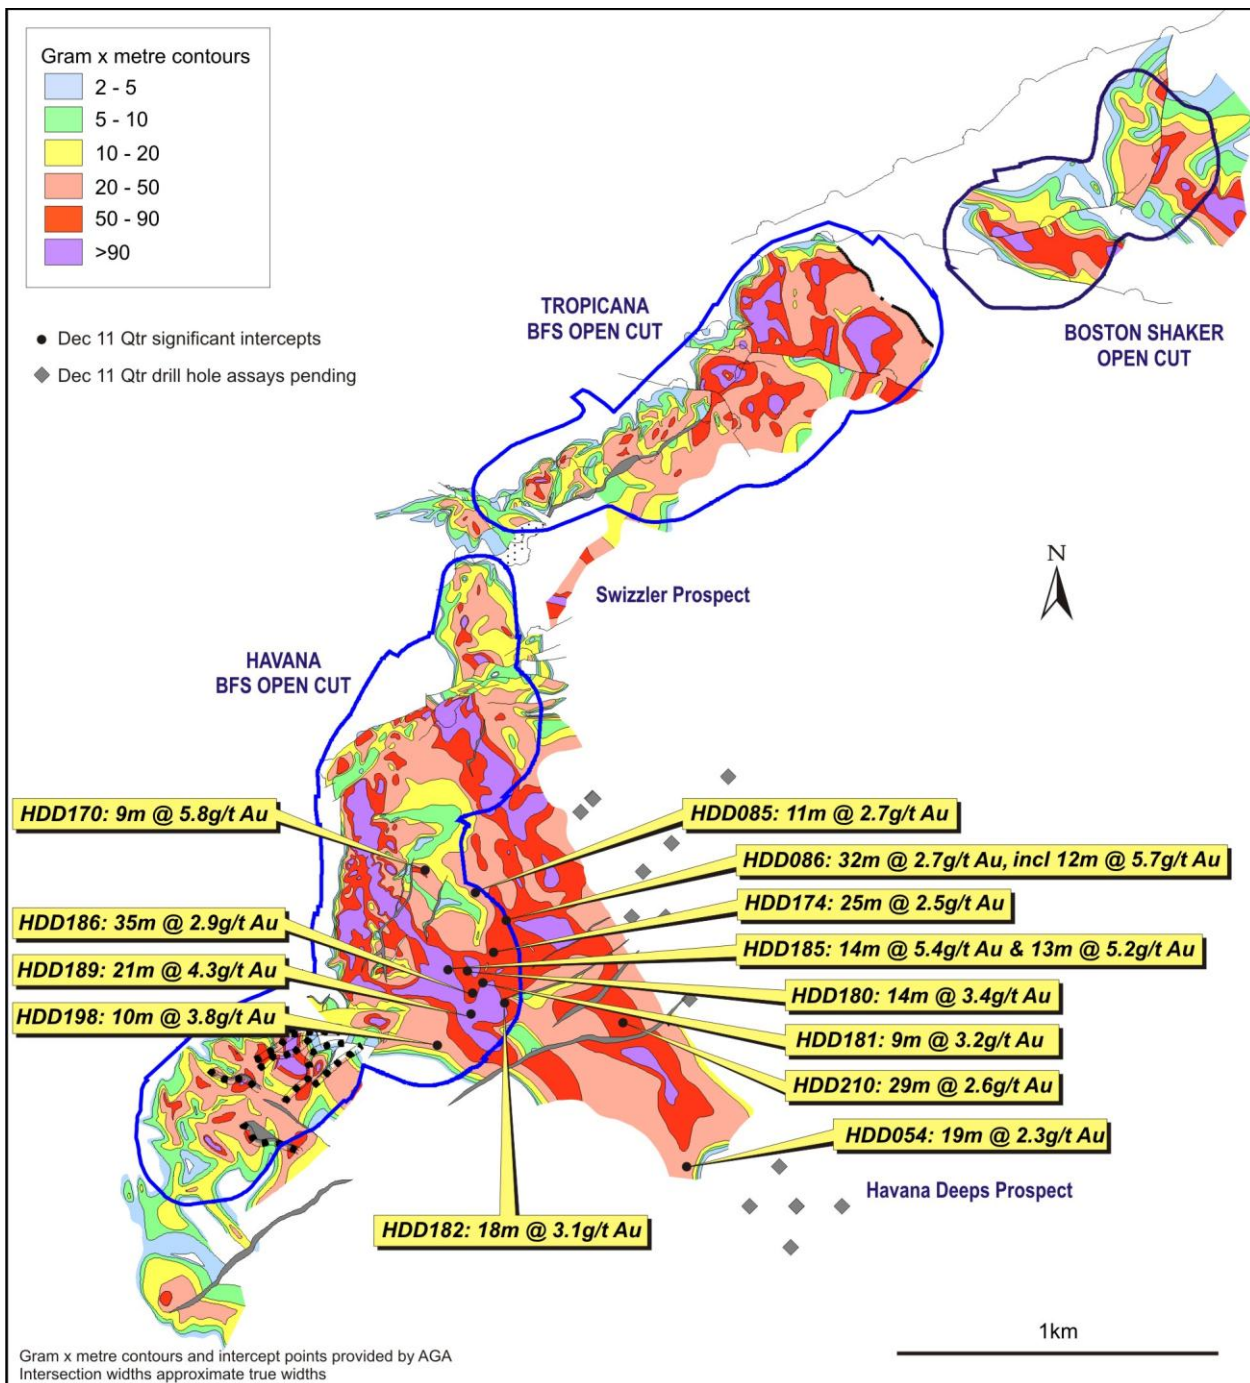 Gram x metre contours
2 - 5
5 - 10
10 - 20
20 - 50
50 - 90
>90
Dec 11 Qtr significant intercepts
Dec 11 Qtr drill hole assays pending
TROPICANA
BFS OPEN CUT
BOSTON SHAKER
OPEN CUT
Swizzler Prospect
N
HAVANA
BFS OPEN CUT
HDD170: 9m @ 5.8g/t Au
HDD085: 11m @ 2.7g/t Au
HDD086: 32m @ 2.7g/t Au, incl 12m @ 5.7g/t Au
HDD174: 25m @ 2.5g/t Au
HDD186: 35m @ 2.9g/t Au
HDD185: 14m @ 5.4g/t Au & 13m @ 5.2g/t Au
HDD189: 21m @ 4.3g/t Au
HDD180: 14m @ 3.4g/t Au
HDD198: 10m @ 3.8g/t Au
HDD181: 9m @ 3.2g/t Au
HDD210: 29m @ 2.6g/t Au
HDD054: 19m @ 2.3g/t Au
Havana Deeps Prospect
HDD182: 18m @ 3.1g/t Au
1km
Gram x metre contours and intercept points provided by AGA
Intersection widths approximate true widths